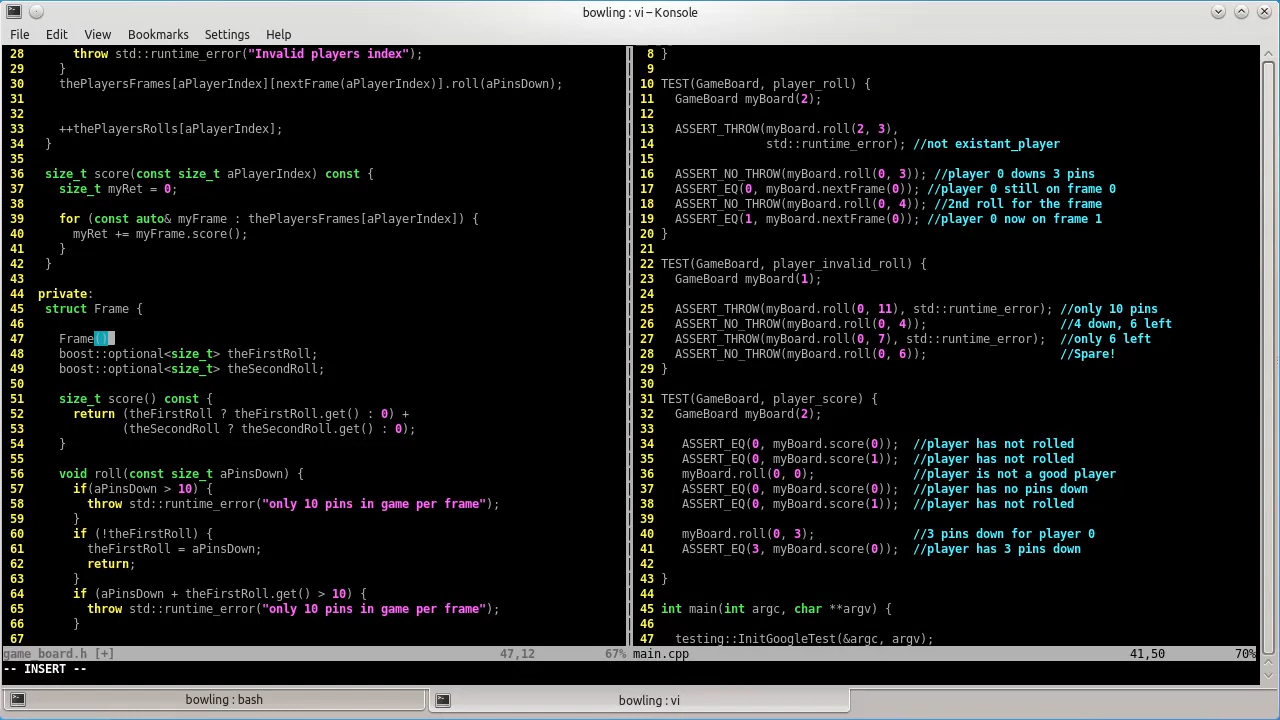 bowling : vi – Konsole
File Edit View Bookmarks Settings Help
28 throw std::runtime_error("Invalid players index");
29 }
30 thePlayersFrames[aPlayerIndex][nextFrame(aPlayerIndex)].roll(aPinsDown);
31
32
33 ++thePlayersRolls[aPlayerIndex];
34 }
35
36 size_t score(const size_t aPlayerIndex) const {
37 size_t myRet = 0;
38
39 for (const auto& myFrame : thePlayersFrames[aPlayerIndex]) {
40 myRet += myFrame.score();
41 }
42 }
43
44 private:
45 struct Frame {
46
47 Frame()
48 boost::optional<size_t> theFirstRoll;
49 boost::optional<size_t> theSecondRoll;
50
51 size_t score() const {
52 return (theFirstRoll ? theFirstRoll.get() : 0) +
53 (theSecondRoll ? theSecondRoll.get() : 0);
54 }
55
56 void roll(const size_t aPinsDown) {
57 if(aPinsDown > 10) {
58 throw std::runtime_error("only 10 pins in game per frame");
59 }
60 if (!theFirstRoll) {
61 theFirstRoll = aPinsDown;
62 return;
63 }
64 if (aPinsDown + theFirstRoll.get() > 10) {
65 throw std::runtime_error("only 10 pins in game per frame");
66 }
67
game_board.h [+] 47,12 67%
-- INSERT --
8 }
9
10 TEST(GameBoard, player_roll) {
11 GameBoard myBoard(2);
12
13 ASSERT_THROW(myBoard.roll(2, 3),
14 std::runtime_error); //not existant_player
15
16 ASSERT_NO_THROW(myBoard.roll(0, 3)); //player 0 downs 3 pins
17 ASSERT_EQ(0, myBoard.nextFrame(0)); //player 0 still on frame 0
18 ASSERT_NO_THROW(myBoard.roll(0, 4)); //2nd roll for the frame
19 ASSERT_EQ(1, myBoard.nextFrame(0)); //player 0 now on frame 1
20 }
21
22 TEST(GameBoard, player_invalid_roll) {
23 GameBoard myBoard(1);
24
25 ASSERT_THROW(myBoard.roll(0, 11), std::runtime_error); //only 10 pins
26 ASSERT_NO_THROW(myBoard.roll(0, 4)); //4 down, 6 left
27 ASSERT_THROW(myBoard.roll(0, 7), std::runtime_error); //only 6 left
28 ASSERT_NO_THROW(myBoard.roll(0, 6)); //Spare!
29 }
30
31 TEST(GameBoard, player_score) {
32 GameBoard myBoard(2);
33
34 ASSERT_EQ(0, myBoard.score(0)); //player has not rolled
35 ASSERT_EQ(0, myBoard.score(1)); //player has not rolled
36 myBoard.roll(0, 0); //player is not a good player
37 ASSERT_EQ(0, myBoard.score(0)); //player has no pins down
38 ASSERT_EQ(0, myBoard.score(1)); //player has not rolled
39
40 myBoard.roll(0, 3); //3 pins down for player 0
41 ASSERT_EQ(3, myBoard.score(0)); //player has 3 pins down
42
43 }
44
45 int main(int argc, char **argv) {
46
47 testing::InitGoogleTest(&argc, argv);
main.cpp 41,50 70%
bowling : bash
bowling : vi